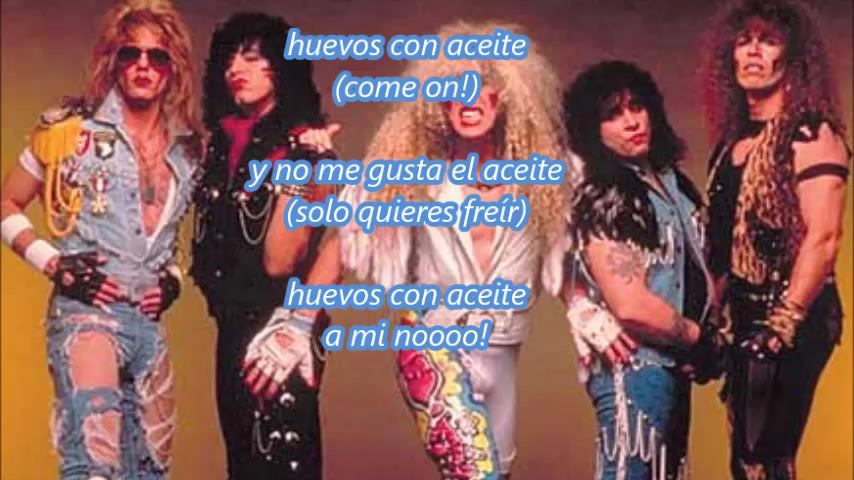 huevos con aceite
(come on!)
y no me gusta el aceite
(solo quieres freír)
huevos con aceite
a mi noooo!